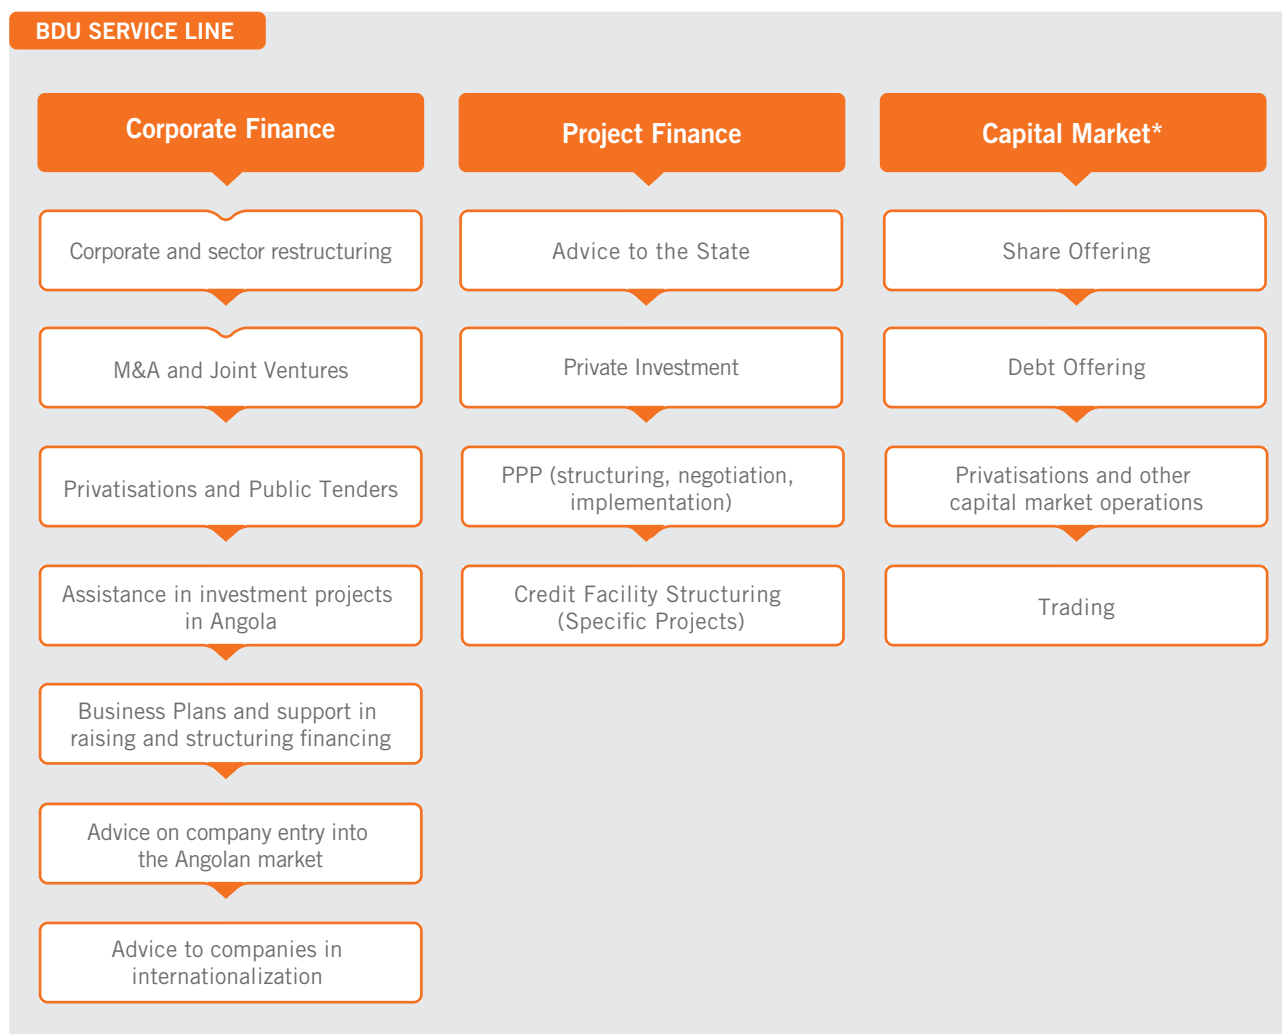 BDU SERVICE LINE
Corporate Finance
Corporate and sector restructuring
M&A and Joint Ventures
Privatisations and Public Tenders
Assistance in investment projects
in Angola
Business Plans and support in
raising and structuring financing
Advice on company entry into
the Angolan market
Advice to companies in
internationalization
Project Finance
Advice to the State
Private Investment
PPP (structuring, negotiation,
implementation)
Credit Facility Structuring
(Specific Projects)
Capital Market*
Share Offering
Debt Offering
Privatisations and other
capital market operations
Trading